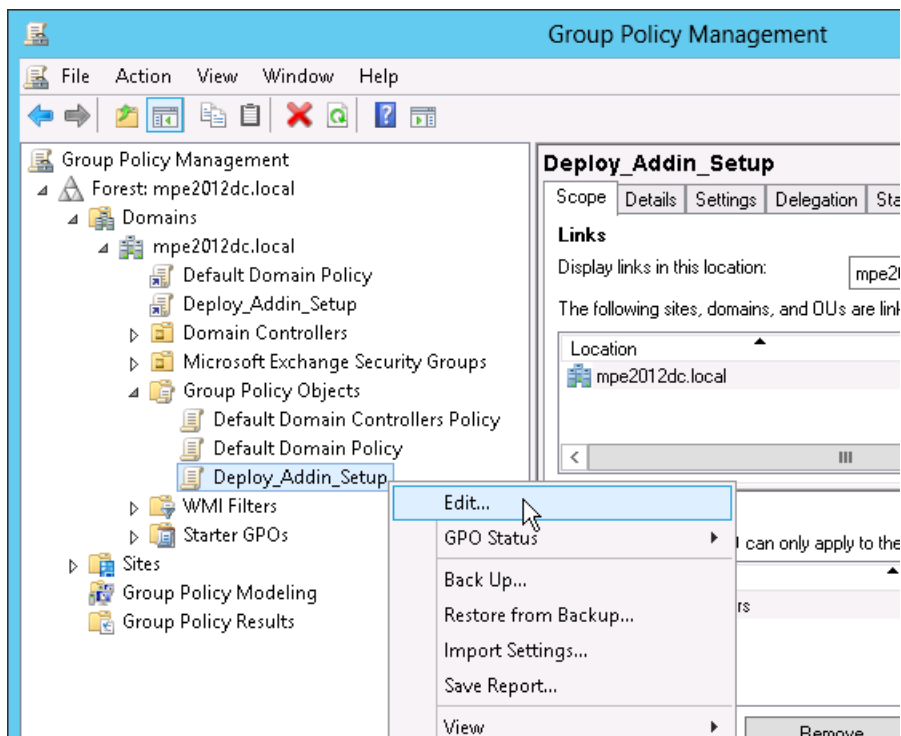 Group Policy Management
File Action View Window Help
Group Policy Management
Forest: mpe2012dc.local
Domains
mpe2012dc.local
Default Domain Policy
Deploy_Addin_Setup
Domain Controllers
Microsoft Exchange Security Groups
Group Policy Objects
Default Domain Controllers Policy
Default Domain Policy
Deploy_Addin_Setup
WMI Filters
Starter GPOs
Sites
Group Policy Modeling
Group Policy Results
Deploy_Addin_Setup
Scope Details Settings Delegation Sta
Links
Display links in this location: mpe2
The following sites, domains, and OUs are link
Location
mpe2012dc.local
can only apply to the
rs
Remove
Edit...
GPO Status
Back Up...
Restore from Backup...
Import Settings...
Save Report...
View